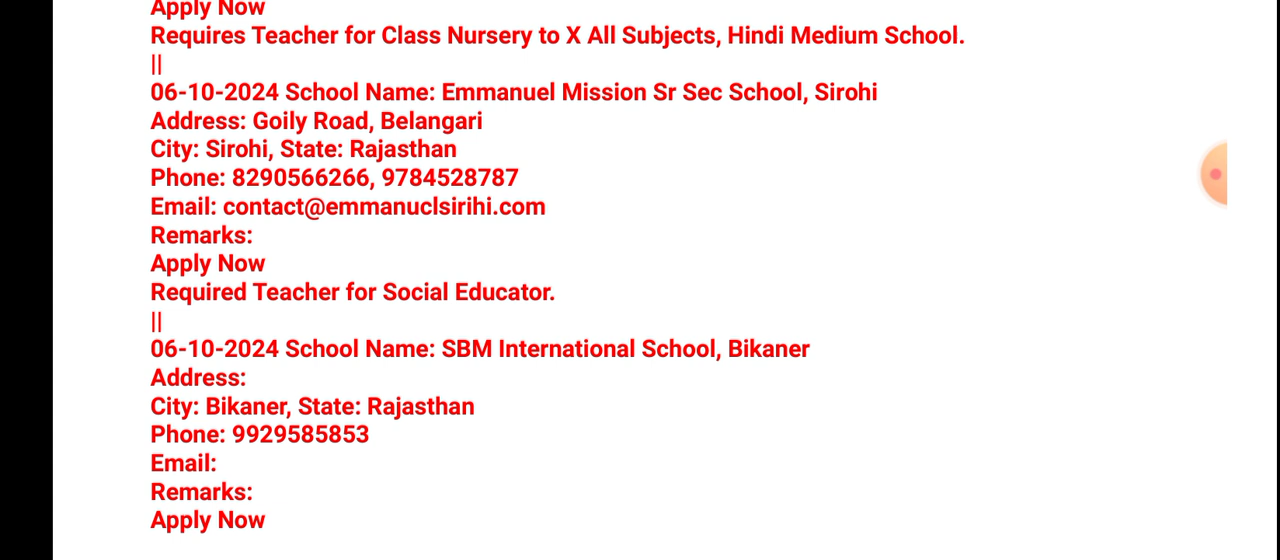 Apply Now
Requires Teacher for Class Nursery to X All Subjects, Hindi Medium School.
||
06-10-2024 School Name: Emmanuel Mission Sr Sec School, Sirohi
Address: Goily Road, Belangari
City: Sirohi, State: Rajasthan
Phone: 8290566266, 9784528787
Email: contact@emmanuclsirihi.com
Remarks:
Apply Now
Required Teacher for Social Educator.
||
06-10-2024 School Name: SBM International School, Bikaner
Address:
City: Bikaner, State: Rajasthan
Phone: 9929585853
Email:
Remarks:
Apply Now